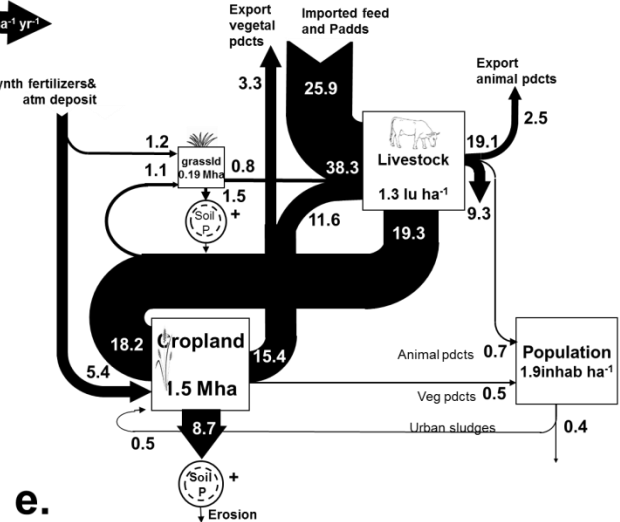 a⁻¹ yr⁻¹
Export
vegetal
pdcts
Imported feed
and Padds
Export
animal pdcts
ynth fertilizers&
atm deposit
3.3
25.9
2.5
1.2
19.1
1.1
grassld
0.19 Mha
0.8
38.3
Livestock
1.3 lu ha⁻¹
1.5
Soil
P
+
11.6
9.3
19.3
18.2
Cropland
1.5 Mha
15.4
5.4
Animal pdcts 0.7
Population
1.9inhab ha⁻¹
Veg pdcts 0.5
0.5
8.7
Urban sludges
0.4
Soil
P
+
Erosion
e.